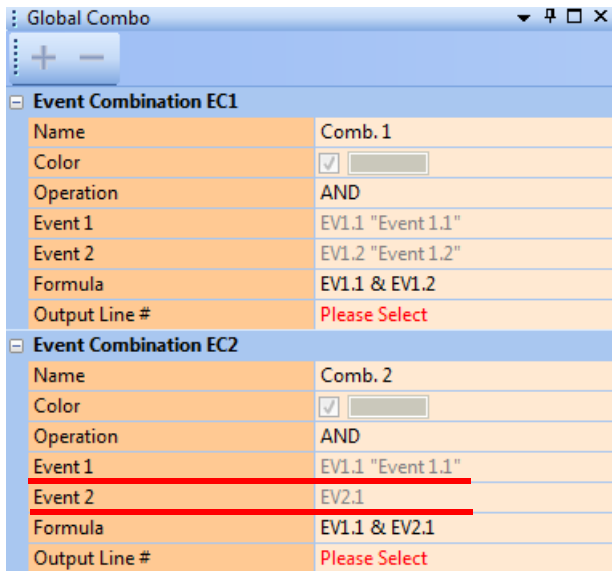 Global Combo
Event Combination EC1
Name Comb. 1
Color
Operation AND
Event 1 EV1.1 "Event 1.1"
Event 2 EV1.2 "Event 1.2"
Formula EV1.1 & EV1.2
Output Line # Please Select
Event Combination EC2
Name Comb. 2
Color
Operation AND
Event 1 EV1.1 "Event 1.1"
Event 2 EV2.1
Formula EV1.1 & EV2.1
Output Line # Please Select